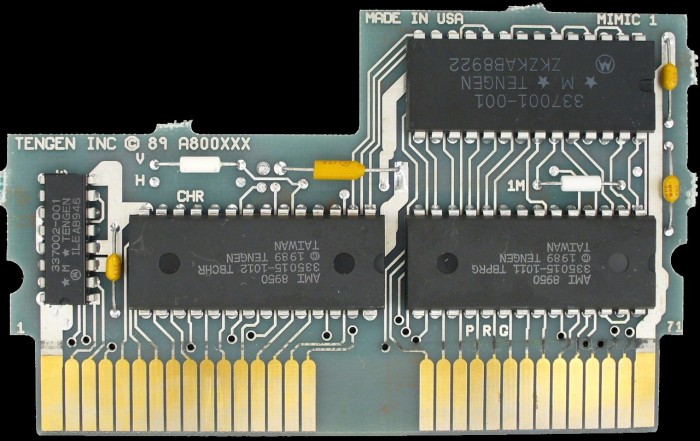 MADE IN USA MIMIC 1
337001-001
★ M ★ TENGEN
ZKZKAB8922
TENGEN INC © 89 A800XXX
V
H
CHR
1M
337002-001
★ M ★ TENGEN
ILEA8946
AMI 8950
335015-1012 TBCHR
© 1989 TENGEN
TAIWAN
AMI 8950
335015-1011 TBPRG
© 1989 TENGEN
TAIWAN
PRG
1
71